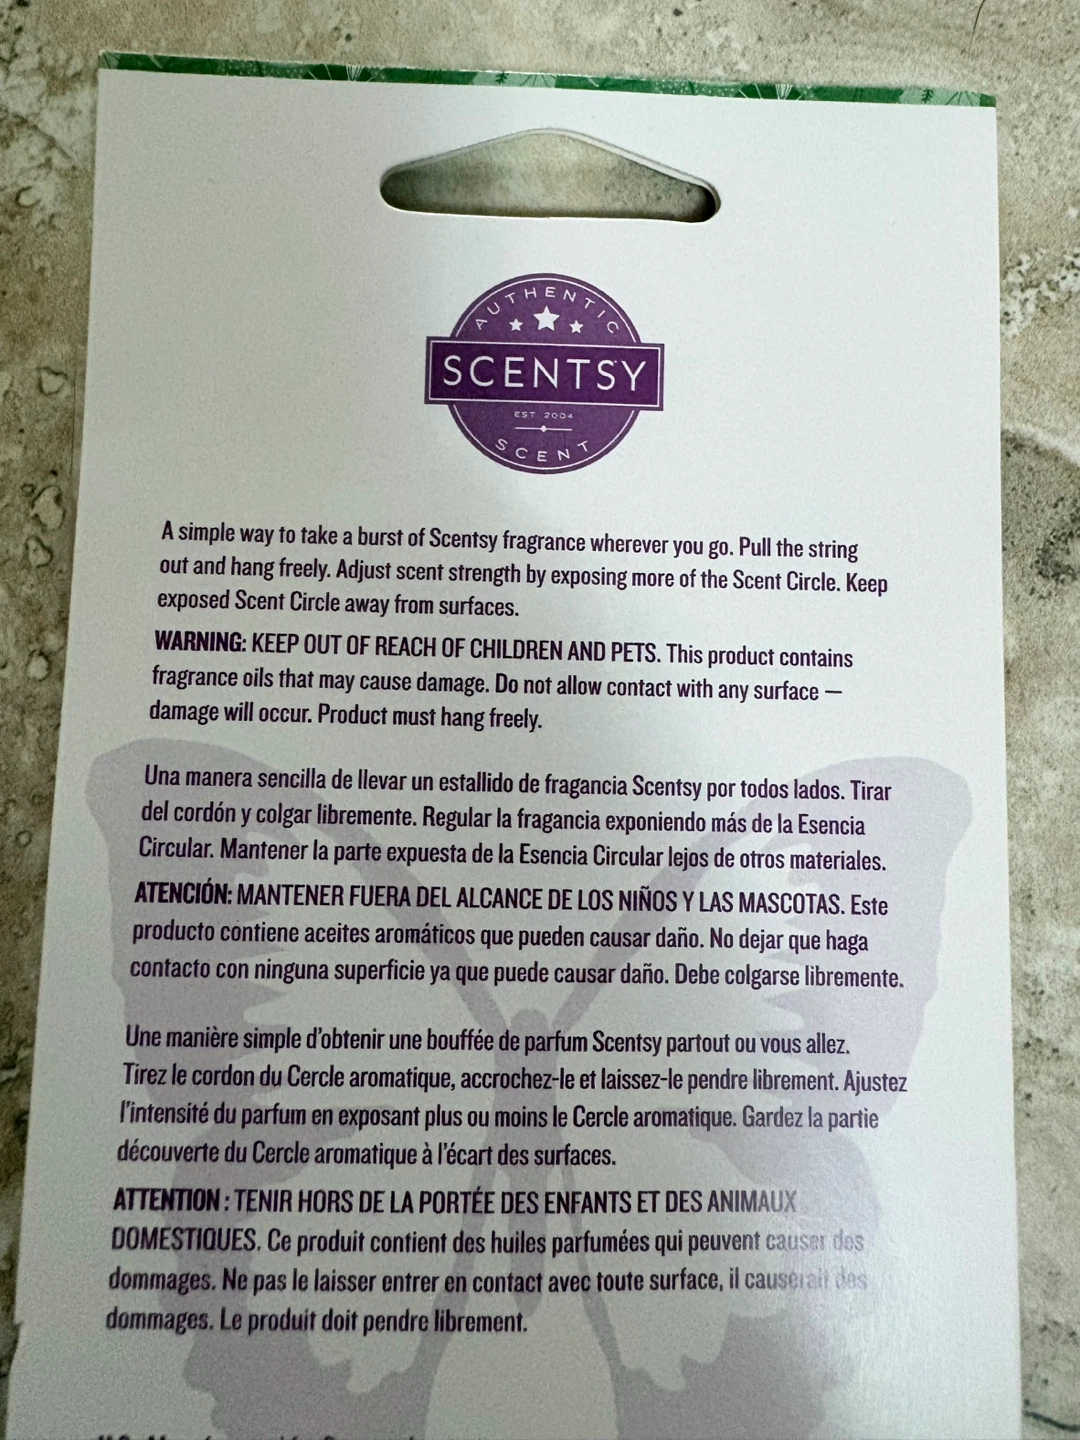 AUTHENTIC
SCENTSY
EST 2004
SCENT
A simple way to take a burst of Scentsy fragrance wherever you go. Pull the string
out and hang freely. Adjust scent strength by exposing more of the Scent Circle. Keep
exposed Scent Circle away from surfaces.
WARNING: KEEP OUT OF REACH OF CHILDREN AND PETS. This product contains
fragrance oils that may cause damage. Do not allow contact with any surface —
damage will occur. Product must hang freely.
Una manera sencilla de llevar un estallido de fragancia Scentsy por todos lados. Tirar
del cordón y colgar libremente. Regular la fragancia exponiendo más de la Esencia
Circular. Mantener la parte expuesta de la Esencia Circular lejos de otros materiales.
ATENCIÓN: MANTENER FUERA DEL ALCANCE DE LOS NIÑOS Y LAS MASCOTAS. Este
producto contiene aceites aromáticos que pueden causar daño. No dejar que haga
contacto con ninguna superficie ya que puede causar daño. Debe colgarse libremente.
Une manière simple d'obtenir une bouffée de parfum Scentsy partout ou vous allez.
Tirez le cordon du Cercle aromatique, accrochez-le et laissez-le pendre librement. Ajustez
l'intensité du parfum en exposant plus ou moins le Cercle aromatique. Gardez la partie
découverte du Cercle aromatique à l'écart des surfaces.
ATTENTION : TENIR HORS DE LA PORTÉE DES ENFANTS ET DES ANIMAUX
DOMESTIQUES. Ce produit contient des huiles parfumées qui peuvent causer des
dommages. Ne pas le laisser entrer en contact avec toute surface, il causerait des
dommages. Le produit doit pendre librement.